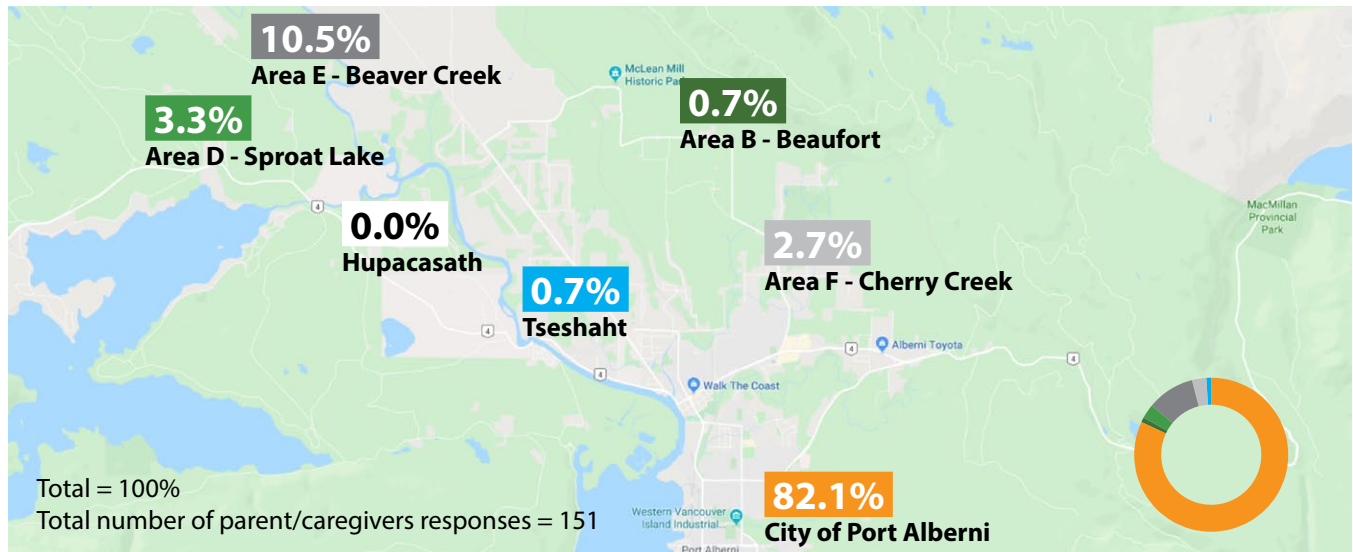 10.5%
Area E - Beaver Creek
McLean Mill
Historic Park
0.7%
Area B - Beaufort
3.3%
Area D - Sproat Lake
4
MacMillan
Provincial
Park
0.0%
Hupacasath
2.7%
Area F - Cherry Creek
0.7%
Tseshaht
4
4
Alberni Toyota
4
4
Walk The Coast
Total = 100%
Total number of parent/caregivers responses = 151
82.1%
City of Port Alberni
Western Vancouver
Island Industrial...
Port Alberni